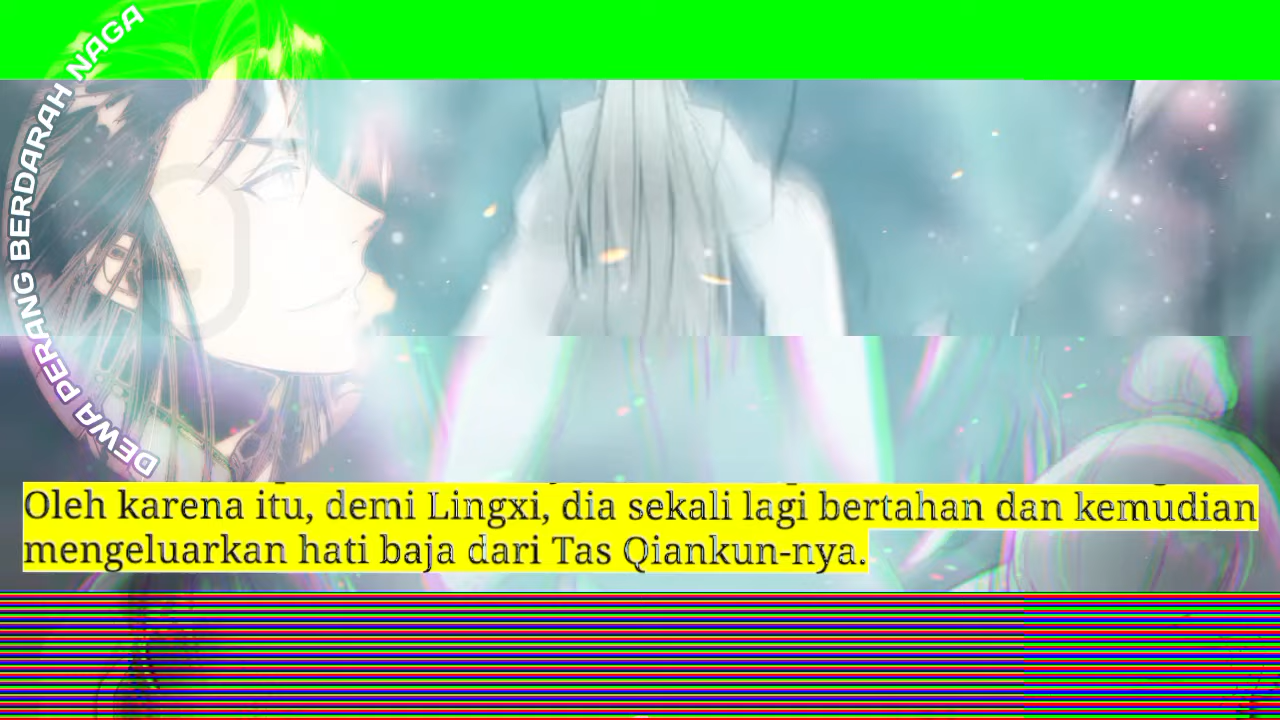 DEWA PERANG BERDARAH NAGA
Oleh karena itu, demi Lingxi, dia sekali lagi bertahan dan kemudian
mengeluarkan hati baja dari Tas Qiankun-nya.